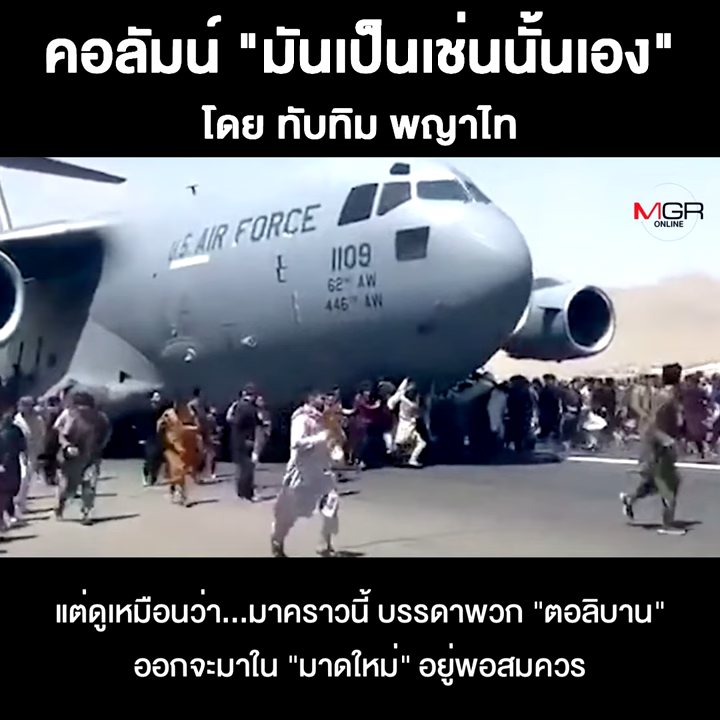 คอลัมน์ "มันเป็นเช่นนั้นเอง"
โดย ทับทิม พญาไท
MGR
ONLINE
U.S. AIR FORCE
1109
62ND AW
446TH AW
แต่ดูเหมือนว่า...มาคราวนี้ บรรดาพวก "ตอลิบาน"
ออกจะมาใน "มาดใหม่" อยู่พอสมควร